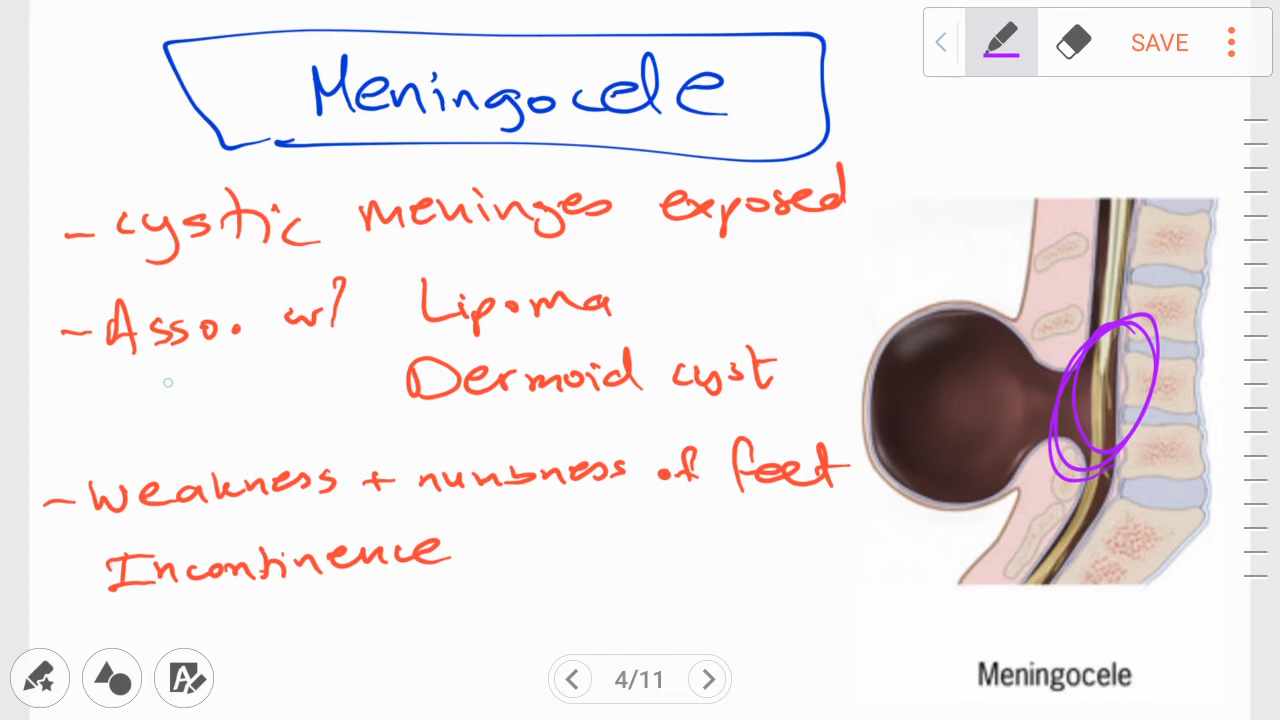 Meningocele
SAVE
- cystic meninges exposed
- Asso. w/ Lipoma
Dermoid cyst
- Weakness + numbness of feet
Incontinence
4/11
Meningocele